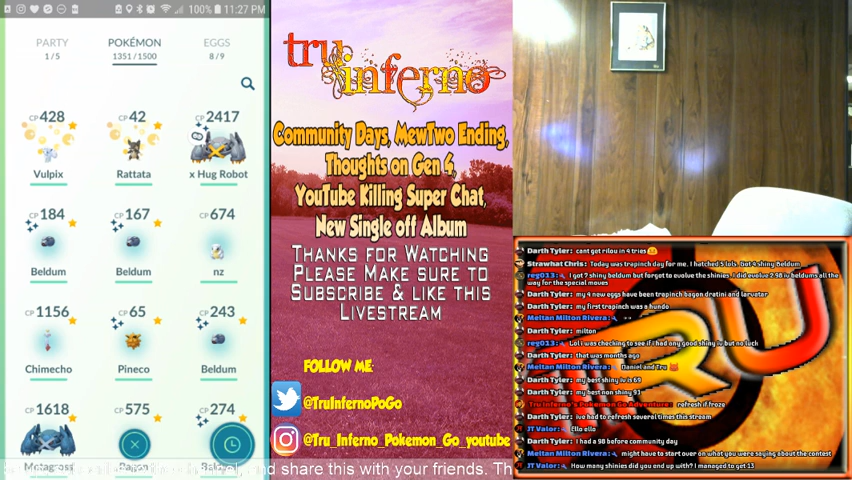 100% 11:27 PM
PARTY
1/5
POKÉMON
1351/1500
EGGS
8/9
CP428
CP42
CP2417
Vulpix
Rattata
x Hug Robot
CP184
CP167
CP674
Beldum
Beldum
nz
CP1156
CP65
CP243
Chimecho
Pineco
Beldum
CP1618
CP575
CP274
Metagross
tru inferno
Community Days, MewTwo Ending,
Thoughts on Gen 4,
YouTube Killing Super Chat,
New Single off Album
THANKS FOR WATCHING
PLEASE MAKE SURE TO
SUBSCRIBE & LIKE THIS
LIVESTREAM
FOLLOW ME:
@TruInfernoPoGo
@Tru_Inferno_Pokemon_Go_youtube
and share this with your friends. Th
TRU
Darth Tyler: cant get rilou in 4 tries
Strawhat Chris: Today was trapinch day for me. I hatched 5 lols. Got 4 shiny Beldum
reg013: I got 7 shiny beldum but forgot to evolve the shinies, I did evolve 2.98 iv beldums all the
way for the special moves
Darth Tyler: my 4 new eggs have been trapinch bagon dratini and larvetar
Darth Tyler: my first trapinch was a hundo
Meltan Milton Rivera:
Darth Tyler: milton
reg013: Lol i was checking to see if i had any good shiny iv but no luck
Darth Tyler: that was months ago
Meltan Milton Rivera: Daniel and Tru
Darth Tyler: my best shiny iv is 69
Darth Tyler: my best non shiny 93
Tru Inferno's Pokemon Go Adventure: refresh if froze
Darth Tyler: ive had to refresh several times this stream
JT Valor: Ello ello
Darth Tyler: I had a 98 before community day
Meltan Milton Rivera: might have to start over on what you were saying about the contest
JT Valor: How many shinies did you end up with? I managed to get 13